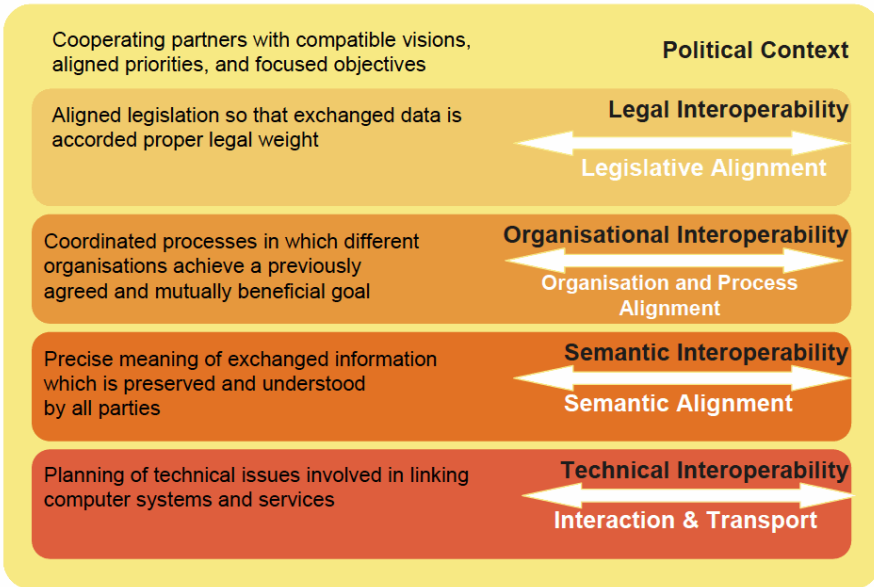 Cooperating partners with compatible visions,
aligned priorities, and focused objectives
Political Context
Aligned legislation so that exchanged data is
accorded proper legal weight
Legal Interoperability
Legislative Alignment
Coordinated processes in which different
organisations achieve a previously
agreed and mutually beneficial goal
Organisational Interoperability
Organisation and Process
Alignment
Precise meaning of exchanged information
which is preserved and understood
by all parties
Semantic Interoperability
Semantic Alignment
Planning of technical issues involved in linking
computer systems and services
Technical Interoperability
Interaction & Transport